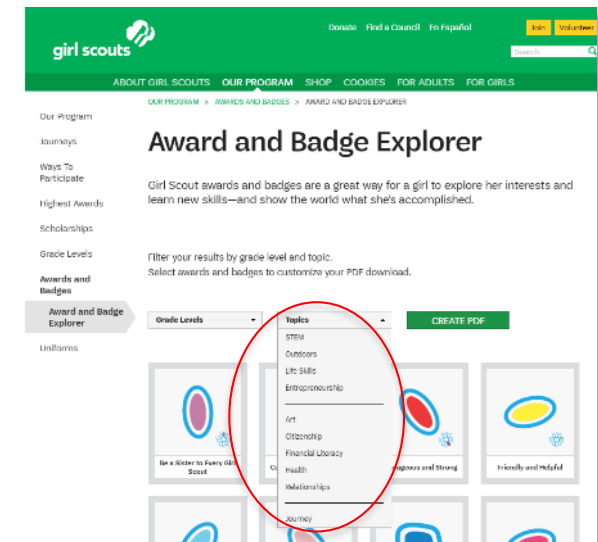 Donate Find a Council En Español Join Volunteer
girl scouts
Search
ABOUT GIRL SCOUTS OUR PROGRAM SHOP COOKIES FOR ADULTS FOR GIRLS
OUR PROGRAM > AWARDS AND BADGES > AWARD AND BADGE EXPLORER
Our Program
Journeys
Ways To
Participate
Highest Awards
Scholarships
Grade Levels
Awards and
Badges
Award and Badge
Explorer
Uniforms
Award and Badge Explorer
Girl Scout awards and badges are a great way for a girl to explore her interests and
learn new skills—and show the world what she's accomplished.
Filter your results by grade level and topic.
Select awards and badges to customize your PDF download.
Grade Levels Topics CREATE PDF
STEM
Outdoors
Life Skills
Entrepreneurship
Art
Citizenship
Financial Literacy
Health
Relationships
Journey
Be a Sister to Every Girl
Scout
and Strong
Friendly and Helpful